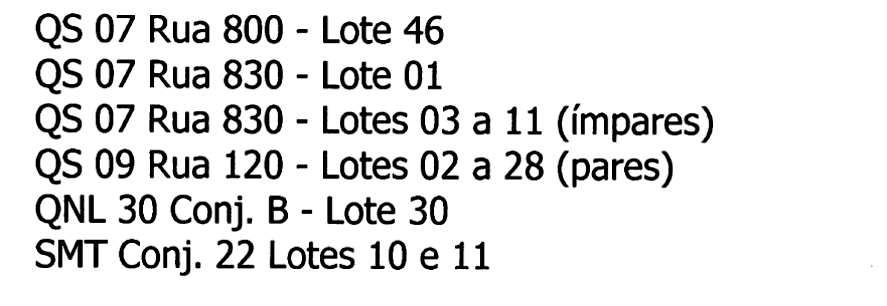 QS 07 Rua 800 - Lote 46
QS 07 Rua 830 - Lote 01
QS 07 Rua 830 - Lotes 03 a 11 (ímpares)
QS 09 Rua 120 - Lotes 02 a 28 (pares)
QNL 30 Conj. B - Lote 30
SMT Conj. 22 Lotes 10 e 11